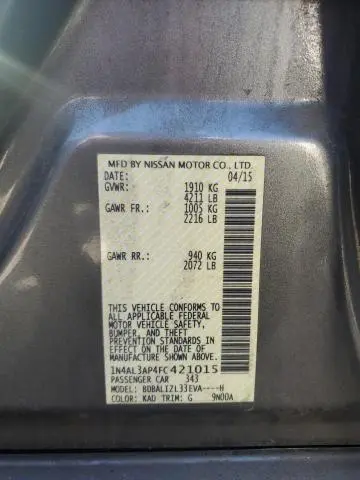 MFD BY NISSAN MOTOR CO., LTD.
DATE: 04/15
GVWR: 1910 KG
4211 LB
GAWR FR.: 1005 KG
2216 LB
GAWR RR.: 940 KG
2072 LB
THIS VEHICLE CONFORMS TO
ALL APPLICABLE U.S. FEDERAL
MOTOR VEHICLE SAFETY,
BUMPER, AND THEFT
PREVENTION STANDARDS IN
EFFECT ON THE DATE OF
MANUFACTURE SHOWN ABOVE.
1N4AL3AP4FC421015
PASSENGER CAR 343
MODEL: BDBALIZL33EVA----H
COLOR: KAD TRIM: G 9N00A